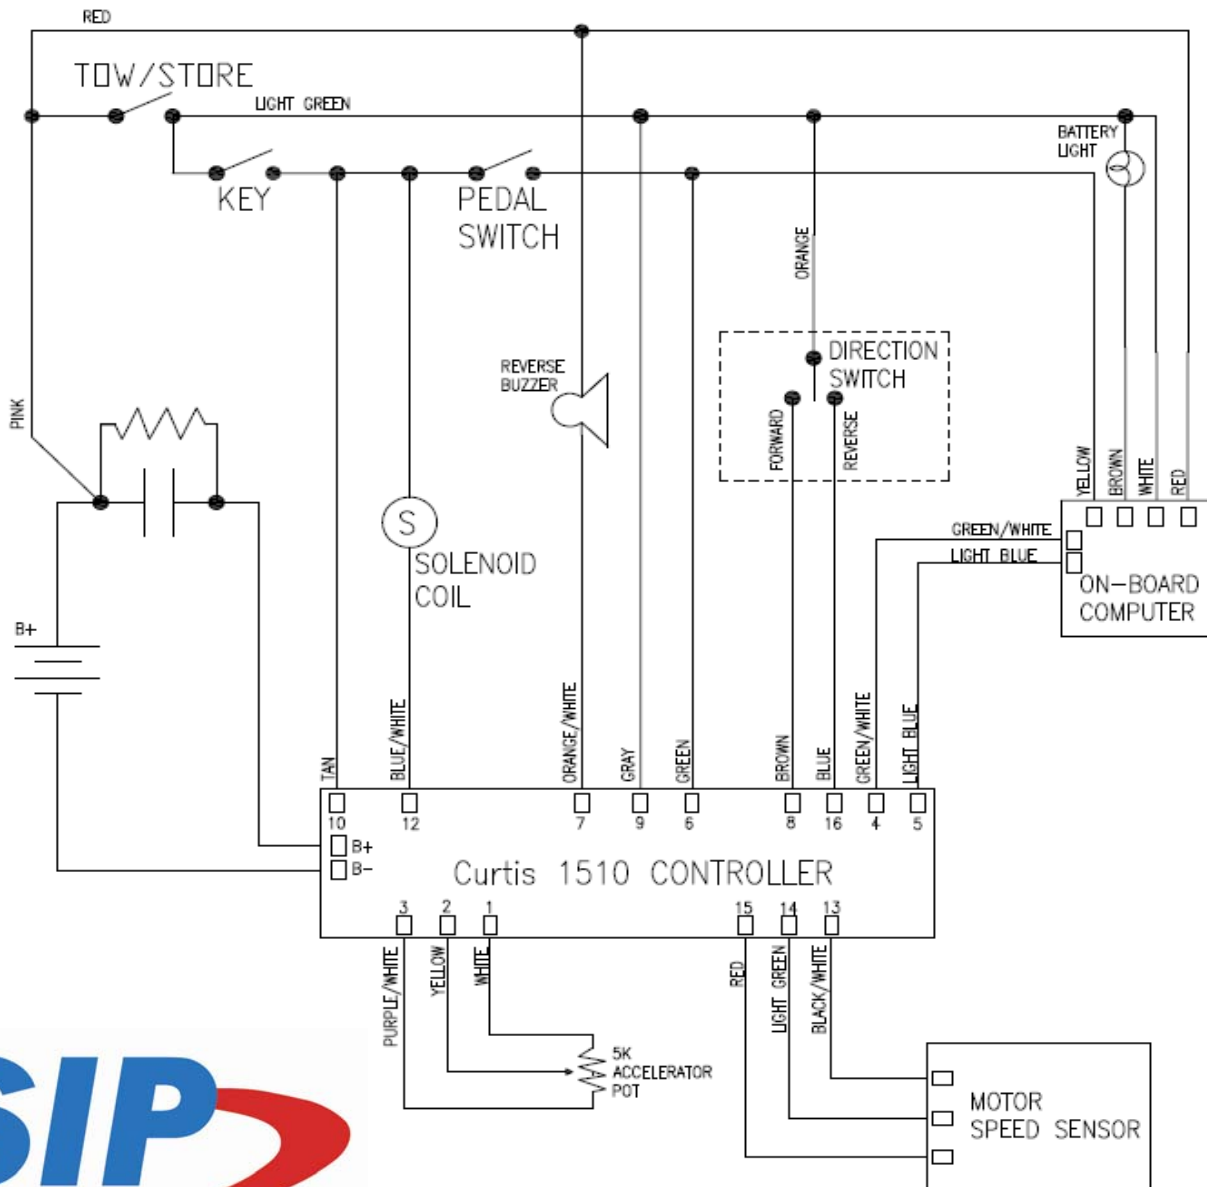 RED
TOW/STORE
LIGHT GREEN
BATTERY
LIGHT
KEY
PEDAL
SWITCH
ORANGE
DIRECTION
SWITCH
REVERSE
BUZZER
PINK
FORWARD
REVERSE
YELLOW
BROWN
WHITE
RED
S
SOLENOID
COIL
GREEN/WHITE
LIGHT BLUE
ON-BOARD
COMPUTER
B+
TAN
BLUE/WHITE
ORANGE/WHITE
GRAY
GREEN
BROWN
BLUE
GREEN/WHITE
LIGHT BLUE
10
12
7
9
6
8
16
4
5
B+
B-
Curtis 1510 CONTROLLER
3
2
1
15
14
13
PURPLE/WHITE
YELLOW
WHITE
RED
LIGHT GREEN
BLACK/WHITE
5K
ACCELERATOR
POT
MOTOR
SPEED SENSOR
SIP